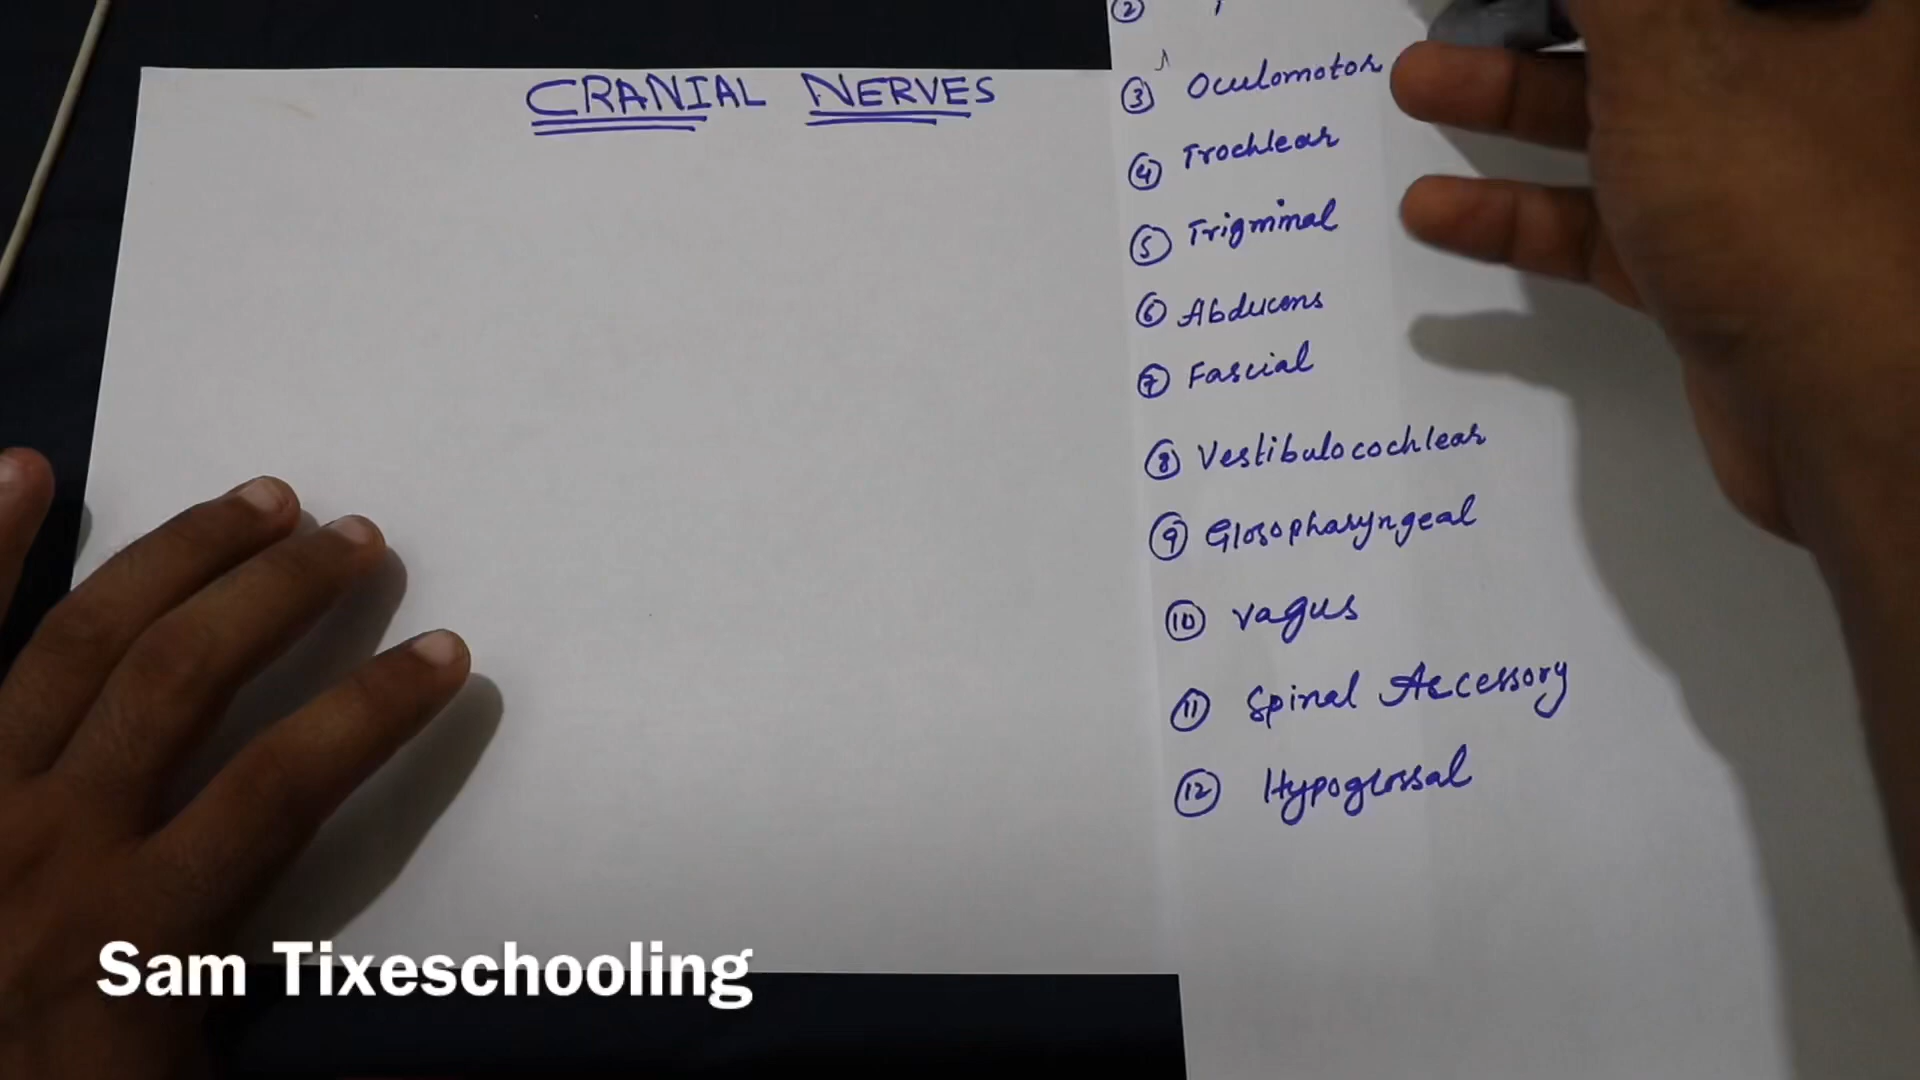 CRANIAL NERVES
②
③ Oculomotor
④ Trochlear
⑤ Trigminal
⑥ Abducens
⑦ Fascial
⑧ Vestibulocochlear
⑨ Glosopharyngeal
⑩ Vagus
⑪ Spinal Accessory
⑫ Hypoglossal
Sam Tixeschooling